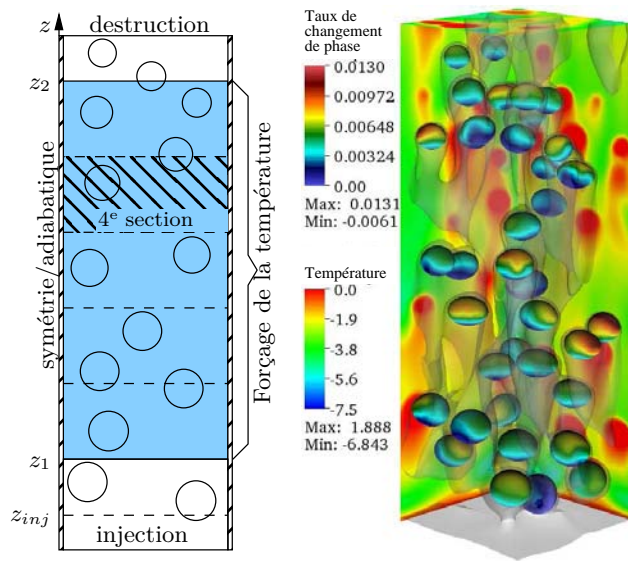 z
destruction
z2
symétrie/adiabatique
4e section
Forçage de la température
z1
zinj
injection
Taux de
changement
de phase
0.0130
0.00972
0.00648
0.00324
0.00
Max: 0.0131
Min: -0.0061
Température
0.0
-1.9
-3.8
-5.6
-7.5
Max: 1.888
Min: -6.843